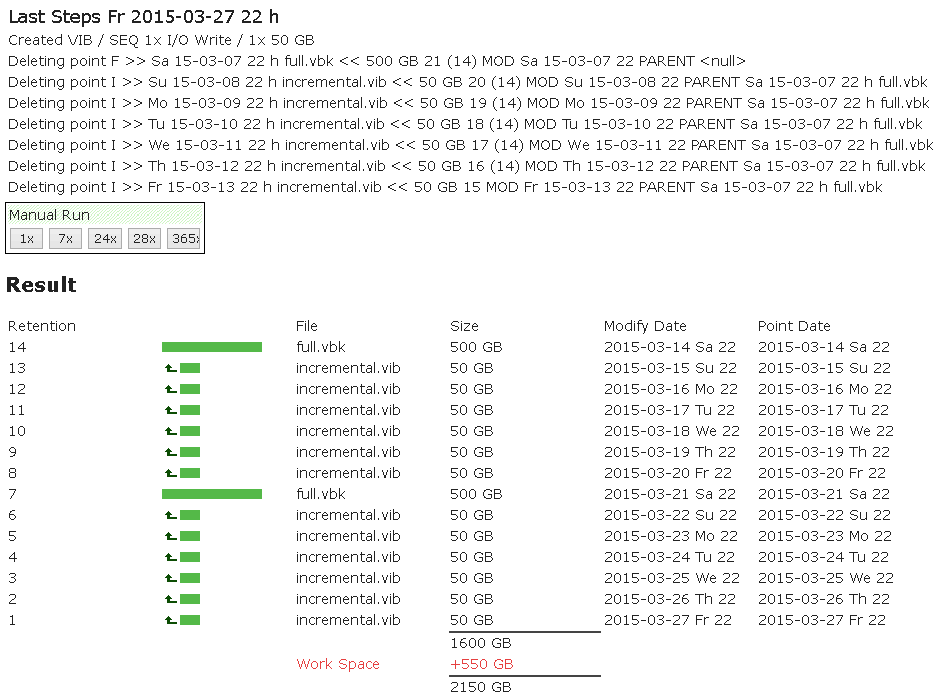 Last Steps Fr 2015-03-27 22 h
Created VIB / SEQ 1x I/O Write / 1x 50 GB
Deleting point F >> Sa 15-03-07 22 h full.vbk << 500 GB 21 (14) MOD Sa 15-03-07 22 PARENT <null>
Deleting point I >> Su 15-03-08 22 h incremental.vib << 50 GB 20 (14) MOD Su 15-03-08 22 PARENT Sa 15-03-07 22 h full.vbk
Deleting point I >> Mo 15-03-09 22 h incremental.vib << 50 GB 19 (14) MOD Mo 15-03-09 22 PARENT Sa 15-03-07 22 h full.vbk
Deleting point I >> Tu 15-03-10 22 h incremental.vib << 50 GB 18 (14) MOD Tu 15-03-10 22 PARENT Sa 15-03-07 22 h full.vbk
Deleting point I >> We 15-03-11 22 h incremental.vib << 50 GB 17 (14) MOD We 15-03-11 22 PARENT Sa 15-03-07 22 h full.vbk
Deleting point I >> Th 15-03-12 22 h incremental.vib << 50 GB 16 (14) MOD Th 15-03-12 22 PARENT Sa 15-03-07 22 h full.vbk
Deleting point I >> Fr 15-03-13 22 h incremental.vib << 50 GB 15 MOD Fr 15-03-13 22 PARENT Sa 15-03-07 22 h full.vbk
Manual Run
1x 7x 24x 28x 365x
Result
Retention File Size Modify Date Point Date
14 full.vbk 500 GB 2015-03-14 Sa 22 2015-03-14 Sa 22
13 incremental.vib 50 GB 2015-03-15 Su 22 2015-03-15 Su 22
12 incremental.vib 50 GB 2015-03-16 Mo 22 2015-03-16 Mo 22
11 incremental.vib 50 GB 2015-03-17 Tu 22 2015-03-17 Tu 22
10 incremental.vib 50 GB 2015-03-18 We 22 2015-03-18 We 22
9 incremental.vib 50 GB 2015-03-19 Th 22 2015-03-19 Th 22
8 incremental.vib 50 GB 2015-03-20 Fr 22 2015-03-20 Fr 22
7 full.vbk 500 GB 2015-03-21 Sa 22 2015-03-21 Sa 22
6 incremental.vib 50 GB 2015-03-22 Su 22 2015-03-22 Su 22
5 incremental.vib 50 GB 2015-03-23 Mo 22 2015-03-23 Mo 22
4 incremental.vib 50 GB 2015-03-24 Tu 22 2015-03-24 Tu 22
3 incremental.vib 50 GB 2015-03-25 We 22 2015-03-25 We 22
2 incremental.vib 50 GB 2015-03-26 Th 22 2015-03-26 Th 22
1 incremental.vib 50 GB 2015-03-27 Fr 22 2015-03-27 Fr 22
1600 GB
Work Space +550 GB
2150 GB